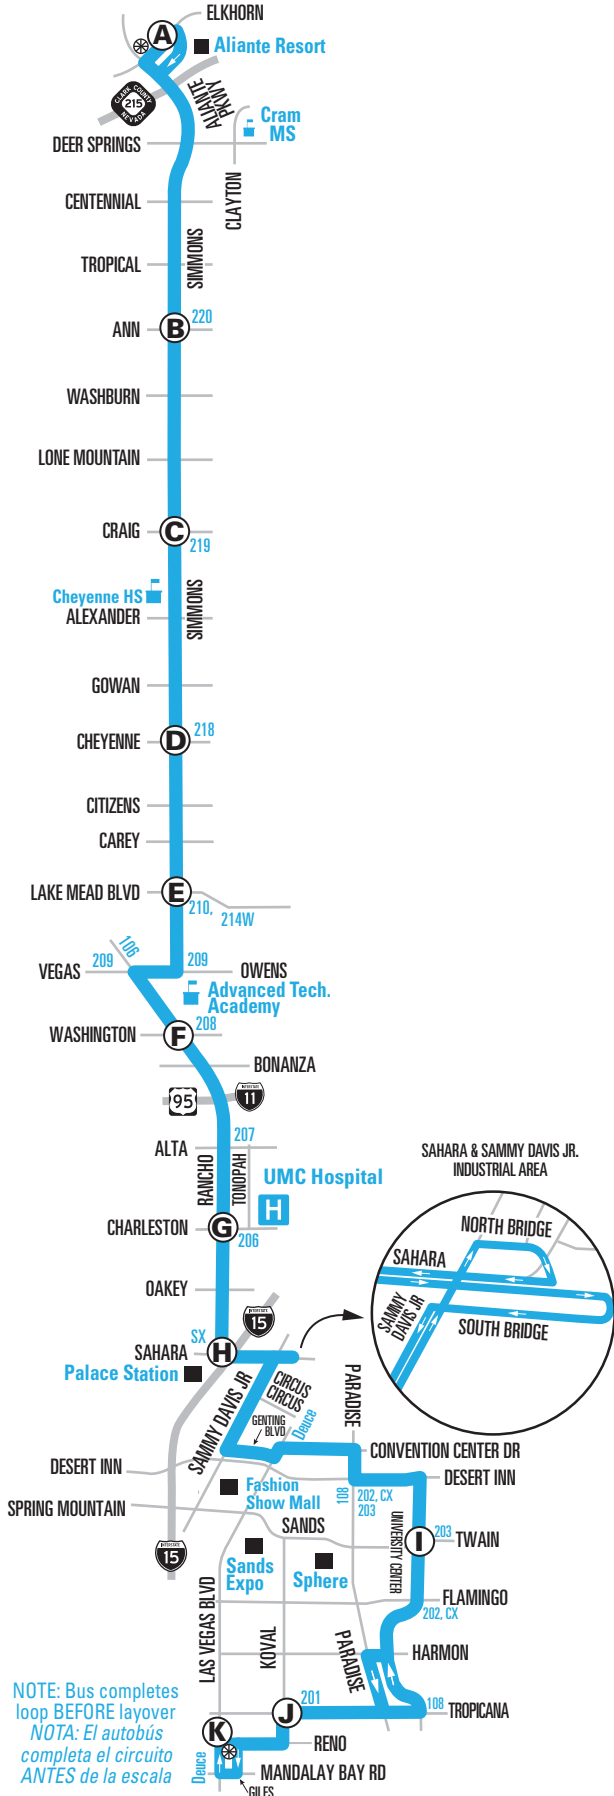 ELKHORN
A
Aliante Resort
CLARK COUNTY
215
NEVADA
ALIANTE
PKWY
Cram
MS
DEER SPRINGS
CLAYTON
CENTENNIAL
SIMMONS
TROPICAL
220
ANN
B
WASHBURN
LONE MOUNTAIN
CRAIG
C
219
Cheyenne HS
SIMMONS
ALEXANDER
GOWAN
218
CHEYENNE
D
CITIZENS
CAREY
LAKE MEAD BLVD
E
210,
214W
106
VEGAS
209
209
OWENS
Advanced Tech.
Academy
WASHINGTON
F
208
BONANZA
95
INTERSTATE
11
207
ALTA
RANCHO
TONOPAH
UMC Hospital
H
CHARLESTON
G
206
OAKEY
INTERSTATE
15
SX
SAHARA
H
Palace Station
SAHARA & SAMMY DAVIS JR.
INDUSTRIAL AREA
NORTH BRIDGE
SAHARA
SAMMY
DAVIS JR
SOUTH BRIDGE
SAMMY DAVIS JR
CIRCUS
CIRCUS
GENTING
BLVD
Deuce
PARADISE
CONVENTION CENTER DR
DESERT INN
DESERT INN
108
202, CX
203
Fashion
Show Mall
SPRING MOUNTAIN
SANDS
UNIVERSITY CENTER
I
203
TWAIN
INTERSTATE
15
Sands
Expo
Sphere
FLAMINGO
202, CX
LAS VEGAS BLVD
KOVAL
PARADISE
HARMON
201
108
TROPICANA
J
NOTE: Bus completes
loop BEFORE layover
NOTA: El autobús
completa el circuito
ANTES de la escala
K
RENO
Deuce
MANDALAY BAY RD
GILES